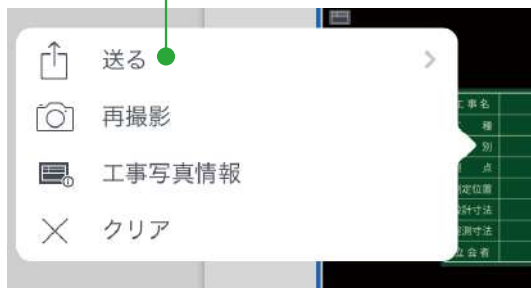 送る
再撮影
工事写真情報
クリア
工事名
種
別
点
測定位置
設計寸法
実測寸法
立会者